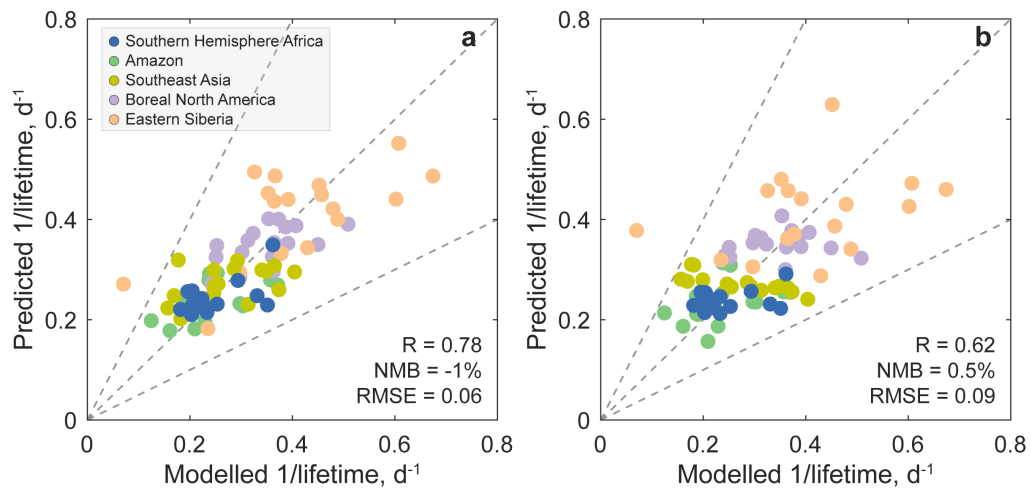 0.8
0.6
0.4
0.2
0
Predicted 1/lifetime, d⁻¹
a
Southern Hemisphere Africa
Amazon
Southeast Asia
Boreal North America
Eastern Siberia
R = 0.78
NMB = -1%
RMSE = 0.06
0 0.2 0.4 0.6 0.8
Modelled 1/lifetime, d⁻¹
0.8
0.6
0.4
0.2
0
Predicted 1/lifetime, d⁻¹
b
R = 0.62
NMB = 0.5%
RMSE = 0.09
0 0.2 0.4 0.6 0.8
Modelled 1/lifetime, d⁻¹